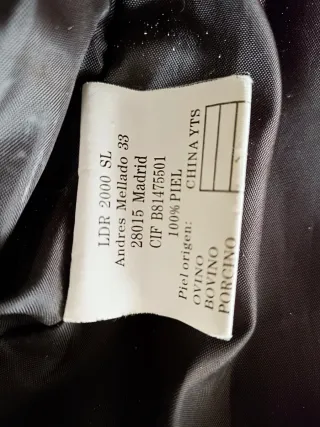 LDR 2000 SL
Andres Mellado 33
28015 Madrid
CIF B81475501
100% PIEL
CHINA YTS
Piel origen:
OVINO
BOVINO
PORCINO